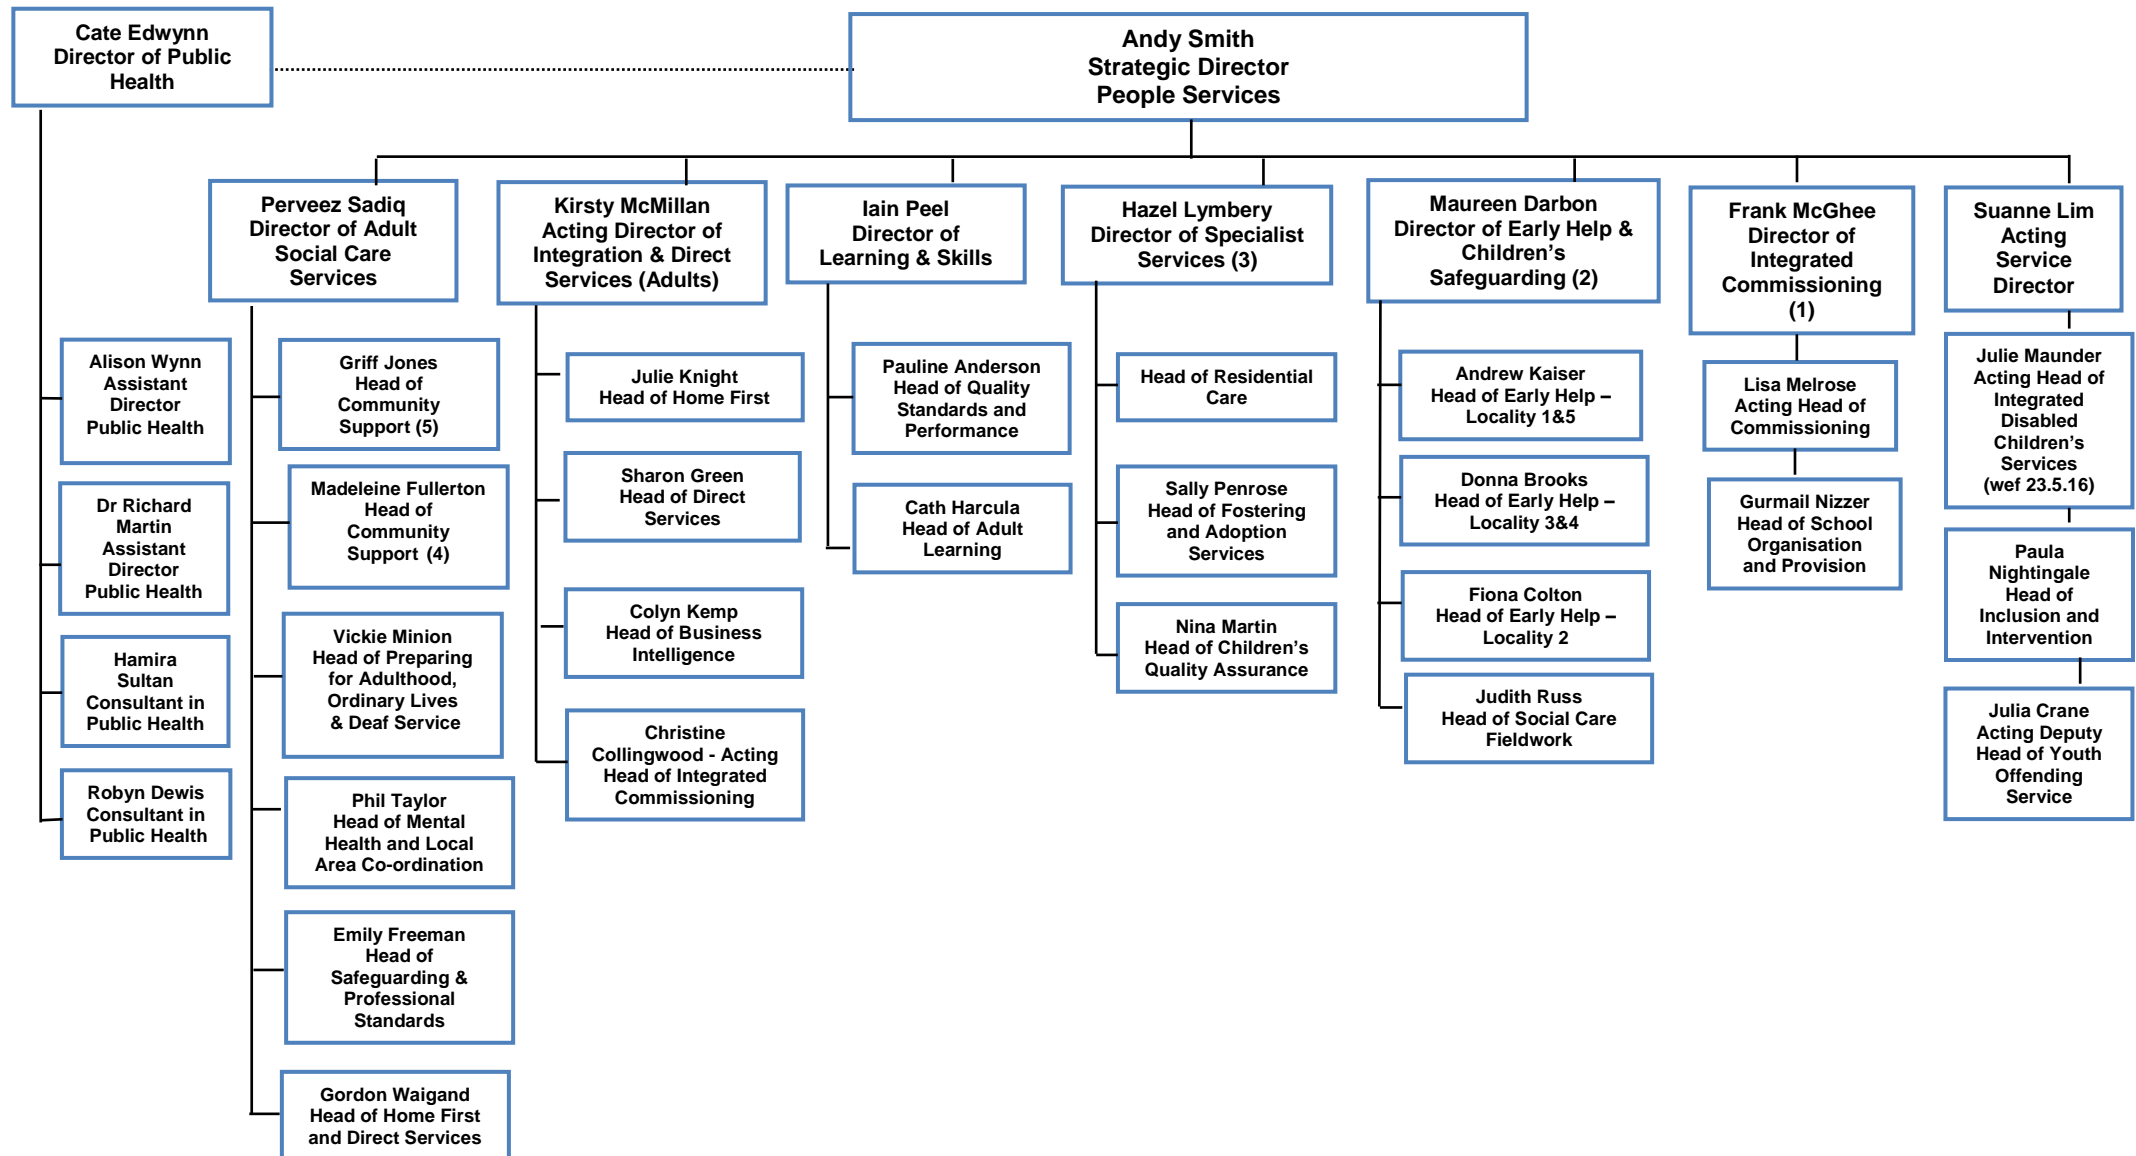 Cate Edwynn
Director of Public
Health
Andy Smith
Strategic Director
People Services
Perveez Sadiq
Director of Adult
Social Care
Services
Kirsty McMillan
Acting Director of
Integration & Direct
Services (Adults)
Iain Peel
Director of
Learning & Skills
Hazel Lymbery
Director of Specialist
Services (3)
Maureen Darbon
Director of Early Help &
Children’s
Safeguarding (2)
Frank McGhee
Director of
Integrated
Commissioning
(1)
Suanne Lim
Acting
Service
Director
Alison Wynn
Assistant
Director
Public Health
Dr Richard
Martin
Assistant
Director
Public Health
Hamira
Sultan
Consultant in
Public Health
Robyn Dewis
Consultant in
Public Health
Griff Jones
Head of
Community
Support (5)
Madeleine Fullerton
Head of
Community
Support (4)
Vickie Minion
Head of Preparing
for Adulthood,
Ordinary Lives
& Deaf Service
Phil Taylor
Head of Mental
Health and Local
Area Co-ordination
Emily Freeman
Head of
Safeguarding &
Professional
Standards
Gordon Waigand
Head of Home First
and Direct Services
Julie Knight
Head of Home First
Sharon Green
Head of Direct
Services
Colyn Kemp
Head of Business
Intelligence
Christine
Collingwood - Acting
Head of Integrated
Commissioning
Pauline Anderson
Head of Quality
Standards and
Performance
Cath Harcula
Head of Adult
Learning
Head of Residential
Care
Sally Penrose
Head of Fostering
and Adoption
Services
Nina Martin
Head of Children’s
Quality Assurance
Andrew Kaiser
Head of Early Help –
Locality 1&5
Donna Brooks
Head of Early Help –
Locality 3&4
Fiona Colton
Head of Early Help –
Locality 2
Judith Russ
Head of Social Care
Fieldwork
Lisa Melrose
Acting Head of
Commissioning
Gurmail Nizzer
Head of School
Organisation
and Provision
Julie Maunder
Acting Head of
Integrated
Disabled
Children’s
Services
(wef 23.5.16)
Paula
Nightingale
Head of
Inclusion and
Intervention
Julia Crane
Acting Deputy
Head of Youth
Offending
Service